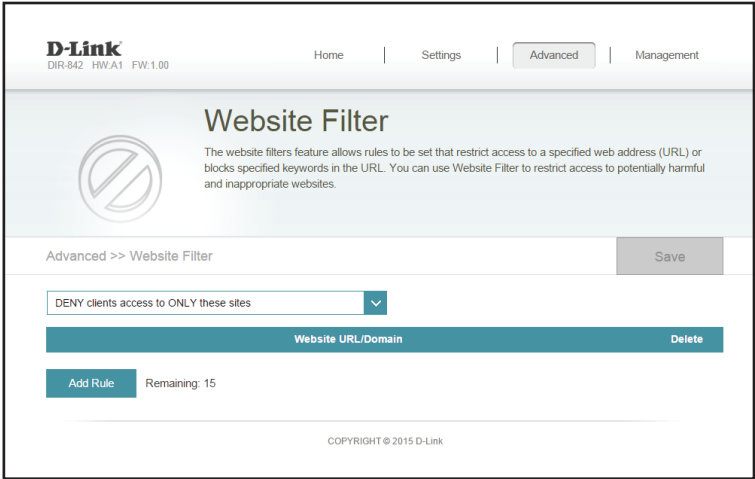 D-Link
DIR-842 HW:A1 FW:1.00
Home
Settings
Advanced
Management
Website Filter
The website filters feature allows rules to be set that restrict access to a specified web address (URL) or
blocks specified keywords in the URL. You can use Website Filter to restrict access to potentially harmful
and inappropriate websites.
Advanced >> Website Filter
Save
DENY clients access to ONLY these sites
Website URL/Domain
Delete
Add Rule
Remaining: 15
COPYRIGHT © 2015 D-Link